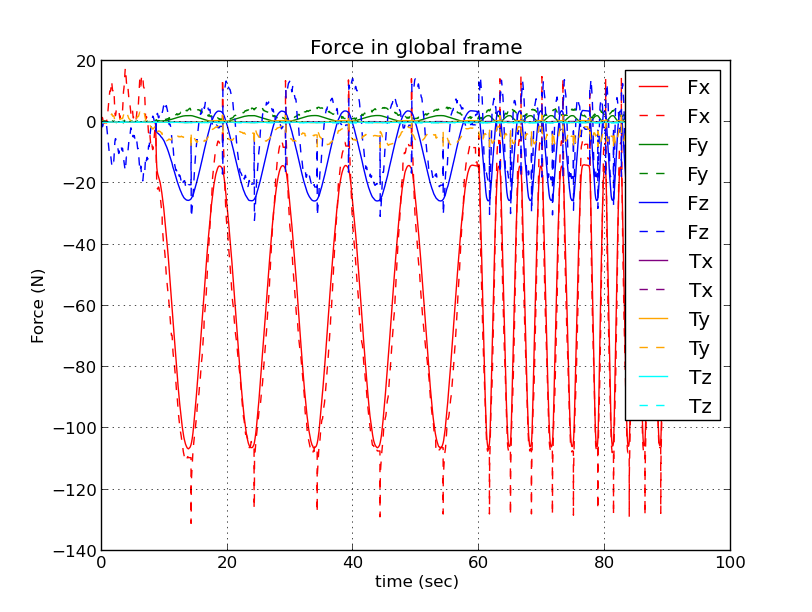 Force in global frame
20
0
−20
−40
−60
−80
−100
−120
−140
Force (N)
0 20 40 60 80 100
time (sec)
Fx
Fx
Fy
Fy
Fz
Fz
Tx
Tx
Ty
Ty
Tz
Tz